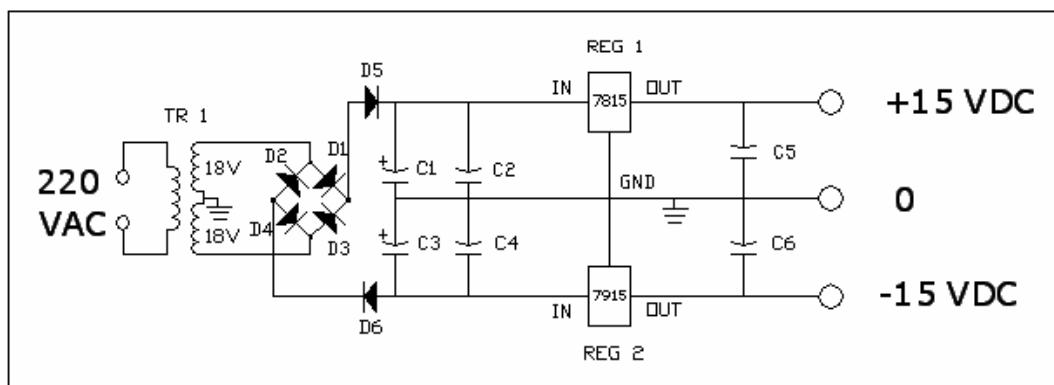 220
VAC
TR 1
18V
18V
D2
D1
D4
D3
D5
D6
+
C1
C2
+
C3
C4
REG 1
IN
7815
OUT
GND
IN
7915
OUT
REG 2
C5
C6
+15 VDC
0
-15 VDC